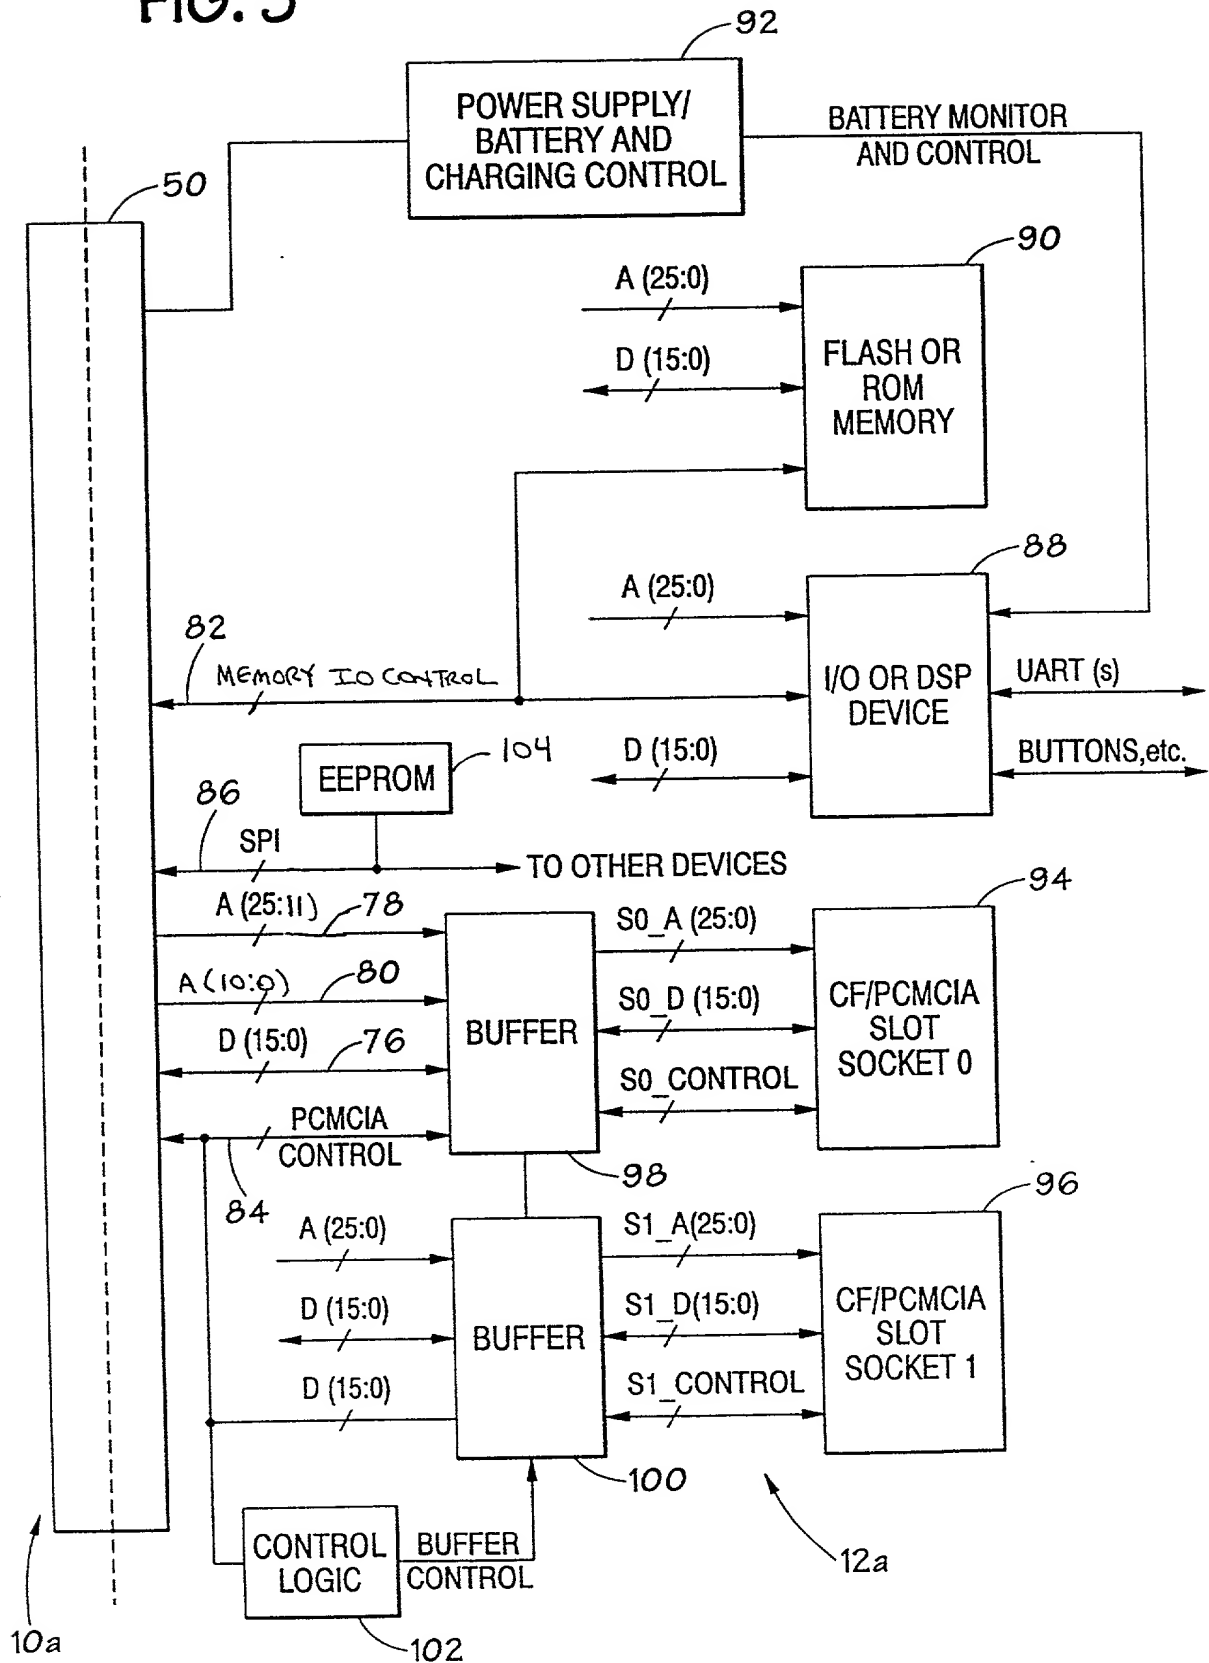 FIG. 5
92
POWER SUPPLY/
BATTERY AND
CHARGING CONTROL
BATTERY MONITOR
AND CONTROL
50
90
A (25:0)
D (15:0)
FLASH OR
ROM
MEMORY
88
A (25:0)
82
MEMORY IO CONTROL
I/O OR DSP
DEVICE
UART (s)
D (15:0)
BUTTONS,etc.
EEPROM
104
86
SPI
TO OTHER DEVICES
94
A (25:11)
78
A (10:0)
80
D (15:0)
76
PCMCIA
CONTROL
84
BUFFER
98
S0_A (25:0)
S0_D (15:0)
S0_CONTROL
CF/PCMCIA
SLOT
SOCKET 0
96
A (25:0)
D (15:0)
D (15:0)
BUFFER
100
S1_A(25:0)
S1_D(15:0)
S1_CONTROL
CF/PCMCIA
SLOT
SOCKET 1
CONTROL
LOGIC
102
BUFFER
CONTROL
12a
10a